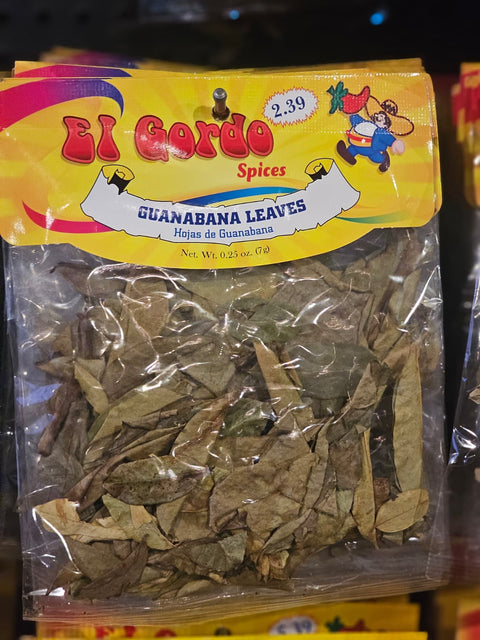 El Gordo
2.39
Spices
GUANABANA LEAVES
Hojas de Guanabana
Net. Wt. 0.25 oz. (7g)